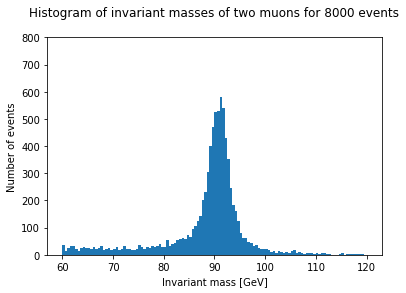 Histogram of invariant masses of two muons for 8000 events
800
700
600
500
400
300
200
100
0
Number of events
60 70 80 90 100 110 120
Invariant mass [GeV]